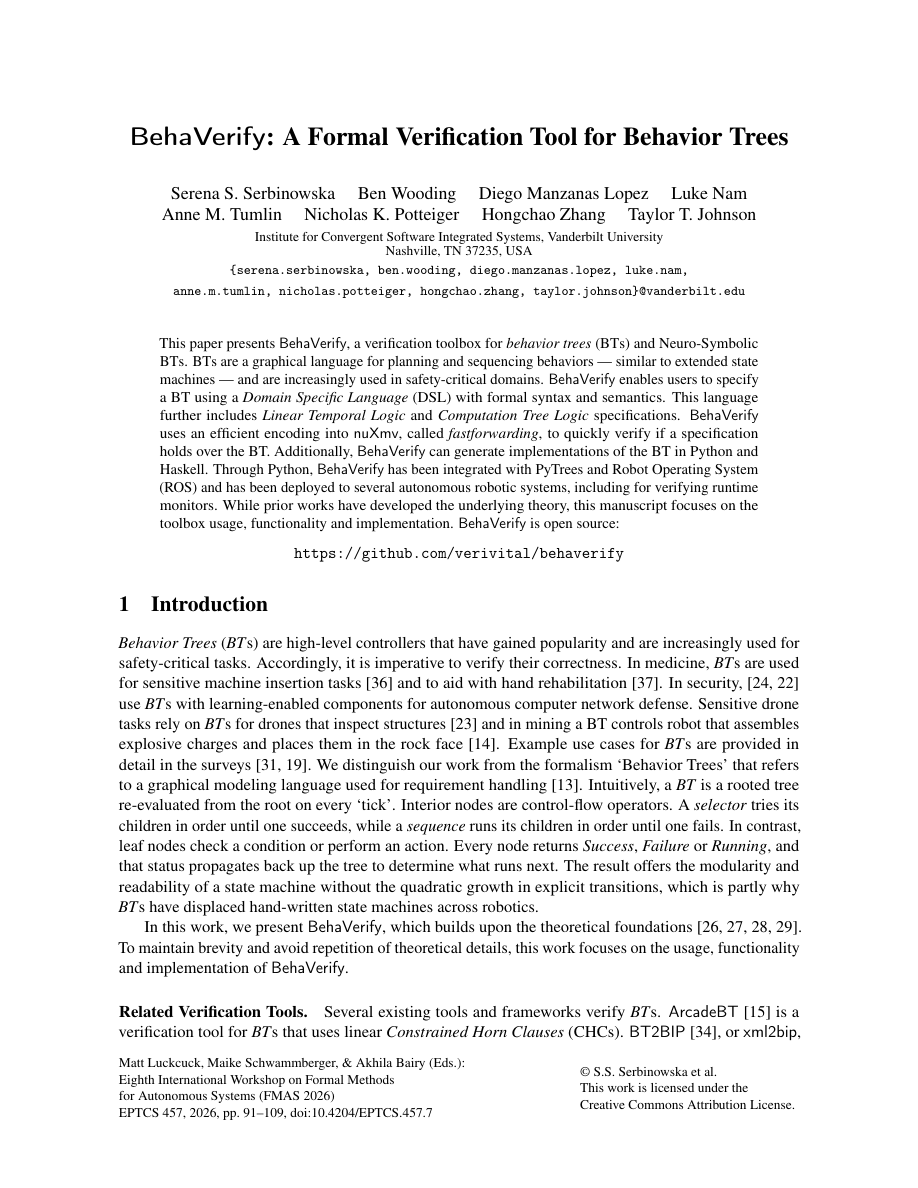 BehaVerify: A Formal Verification Tool for Behavior Trees
Serena S. Serbinowska Ben Wooding Diego Manzanas Lopez Luke Nam
Anne M. Tumlin Nicholas K. Potteiger Hongchao Zhang Taylor T. Johnson
Institute for Convergent Software Integrated Systems, Vanderbilt University
Nashville, TN 37235, USA
{serena.serbinowska, ben.wooding, diego.manzanas.lopez, luke.nam,
anne.m.tumlin, nicholas.potteiger, hongchao.zhang, taylor.johnson}@vanderbilt.edu
This paper presents BehaVerify, a verification toolbox for behavior trees (BTs) and Neuro-Symbolic
BTs. BTs are a graphical language for planning and sequencing behaviors — similar to extended state
machines — and are increasingly used in safety-critical domains. BehaVerify enables users to specify
a BT using a Domain Specific Language (DSL) with formal syntax and semantics. This language
further includes Linear Temporal Logic and Computation Tree Logic specifications. BehaVerify
uses an efficient encoding into nuXmv, called fastforwarding, to quickly verify if a specification
holds over the BT. Additionally, BehaVerify can generate implementations of the BT in Python and
Haskell. Through Python, BehaVerify has been integrated with PyTrees and Robot Operating System
(ROS) and has been deployed to several autonomous robotic systems, including for verifying runtime
monitors. While prior works have developed the underlying theory, this manuscript focuses on the
toolbox usage, functionality and implementation. BehaVerify is open source:
https://github.com/verivital/behaverify
1 Introduction
Behavior Trees (BTs) are high-level controllers that have gained popularity and are increasingly used for
safety-critical tasks. Accordingly, it is imperative to verify their correctness. In medicine, BTs are used
for sensitive machine insertion tasks [36] and to aid with hand rehabilitation [37]. In security, [24, 22]
use BTs with learning-enabled components for autonomous computer network defense. Sensitive drone
tasks rely on BTs for drones that inspect structures [23] and in mining a BT controls robot that assembles
explosive charges and places them in the rock face [14]. Example use cases for BTs are provided in
detail in the surveys [31, 19]. We distinguish our work from the formalism ‘Behavior Trees’ that refers
to a graphical modeling language used for requirement handling [13]. Intuitively, a BT is a rooted tree
re-evaluated from the root on every ‘tick’. Interior nodes are control-flow operators. A selector tries its
children in order until one succeeds, while a sequence runs its children in order until one fails. In contrast,
leaf nodes check a condition or perform an action. Every node returns Success, Failure or Running, and
that status propagates back up the tree to determine what runs next. The result offers the modularity and
readability of a state machine without the quadratic growth in explicit transitions, which is partly why
BTs have displaced hand-written state machines across robotics.
In this work, we present BehaVerify, which builds upon the theoretical foundations [26, 27, 28, 29].
To maintain brevity and avoid repetition of theoretical details, this work focuses on the usage, functionality
and implementation of BehaVerify.
Related Verification Tools. Several existing tools and frameworks verify BTs. ArcadeBT [15] is a
verification tool for BTs that uses linear Constrained Horn Clauses (CHCs). BT2BIP [34], or xml2bip,
Matt Luckcuck, Maike Schwammberger, & Akhila Bairy (Eds.):
Eighth International Workshop on Formal Methods
for Autonomous Systems (FMAS 2026)
EPTCS 457, 2026, pp. 91–109, doi:10.4204/EPTCS.457.7
© S.S. Serbinowska et al.
This work is licensed under the
Creative Commons Attribution License.